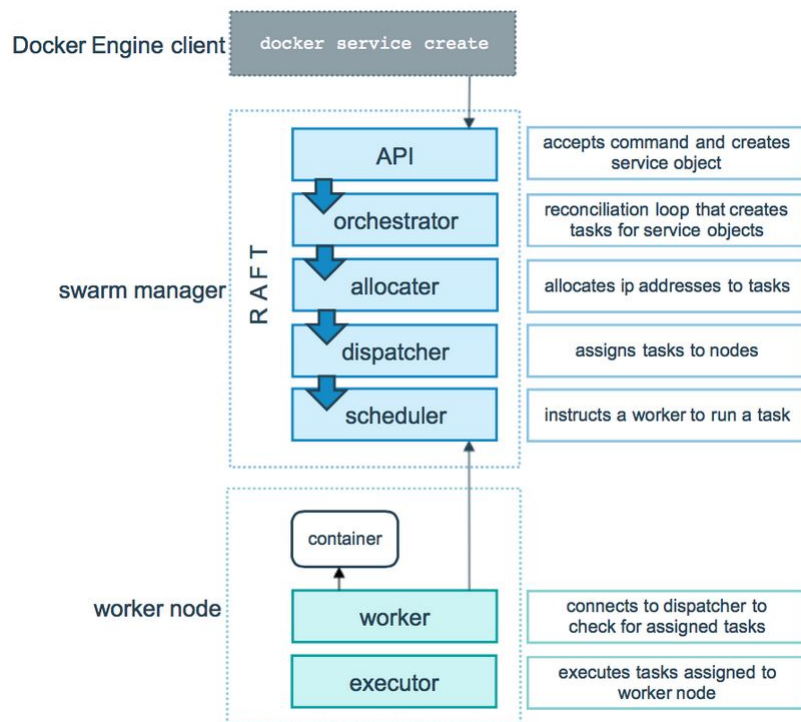 Docker Engine client
docker service create
API
accepts command and creates
service object
orchestrator
reconciliation loop that creates
tasks for service objects
RAFT
swarm manager
allocater
allocates ip addresses to tasks
dispatcher
assigns tasks to nodes
scheduler
instructs a worker to run a task
container
worker node
worker
connects to dispatcher to
check for assigned tasks
executor
executes tasks assigned to
worker node